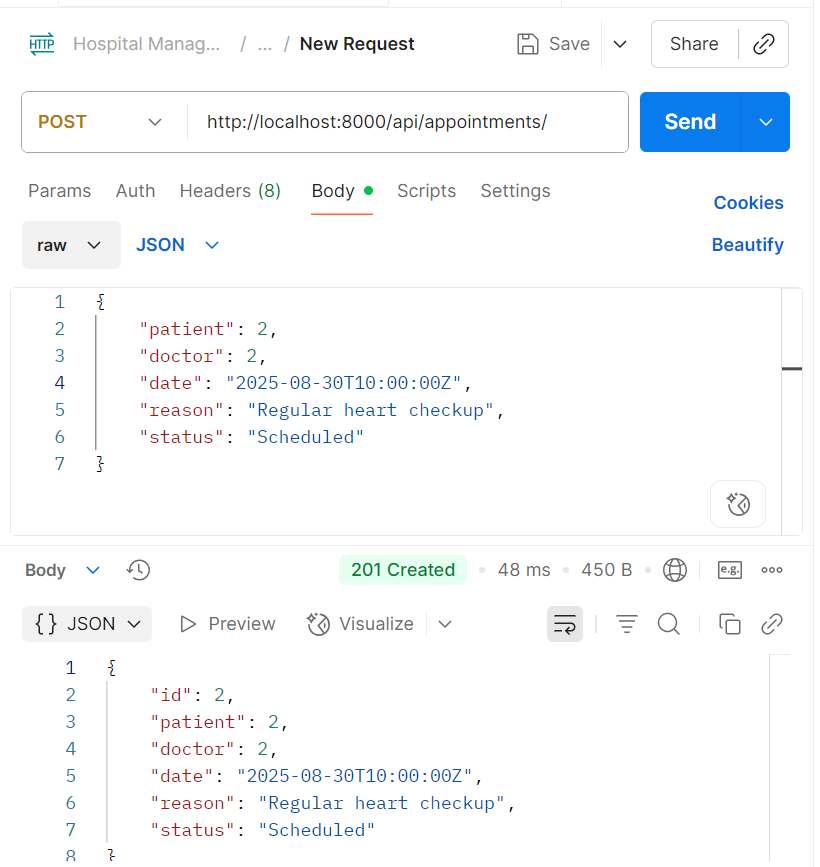 HTTP Hospital Manag... / ... / New Request Save Share
POST http://localhost:8000/api/appointments/ Send
Params Auth Headers (8) Body Scripts Settings Cookies
raw JSON Beautify
1 {
2 "patient": 2,
3 "doctor": 2,
4 "date": "2025-08-30T10:00:00Z",
5 "reason": "Regular heart checkup",
6 "status": "Scheduled"
7 }
Body 201 Created 48 ms 450 B e.g.
{} JSON Preview Visualize
1 {
2 "id": 2,
3 "patient": 2,
4 "doctor": 2,
5 "date": "2025-08-30T10:00:00Z",
6 "reason": "Regular heart checkup",
7 "status": "Scheduled"
8 }